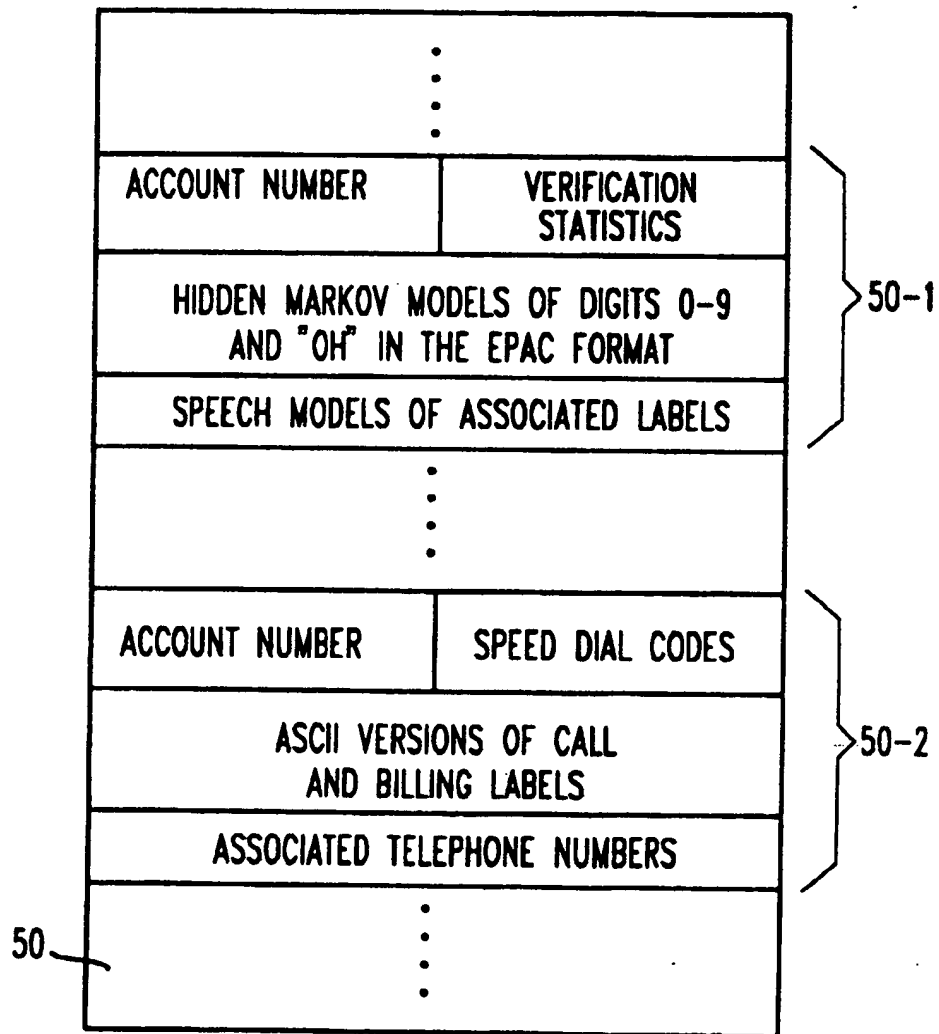 ACCOUNT NUMBER
VERIFICATION
STATISTICS
HIDDEN MARKOV MODELS OF DIGITS 0-9
AND "OH" IN THE EPAC FORMAT
SPEECH MODELS OF ASSOCIATED LABELS
50-1
ACCOUNT NUMBER
SPEED DIAL CODES
ASCII VERSIONS OF CALL
AND BILLING LABELS
ASSOCIATED TELEPHONE NUMBERS
50-2
50